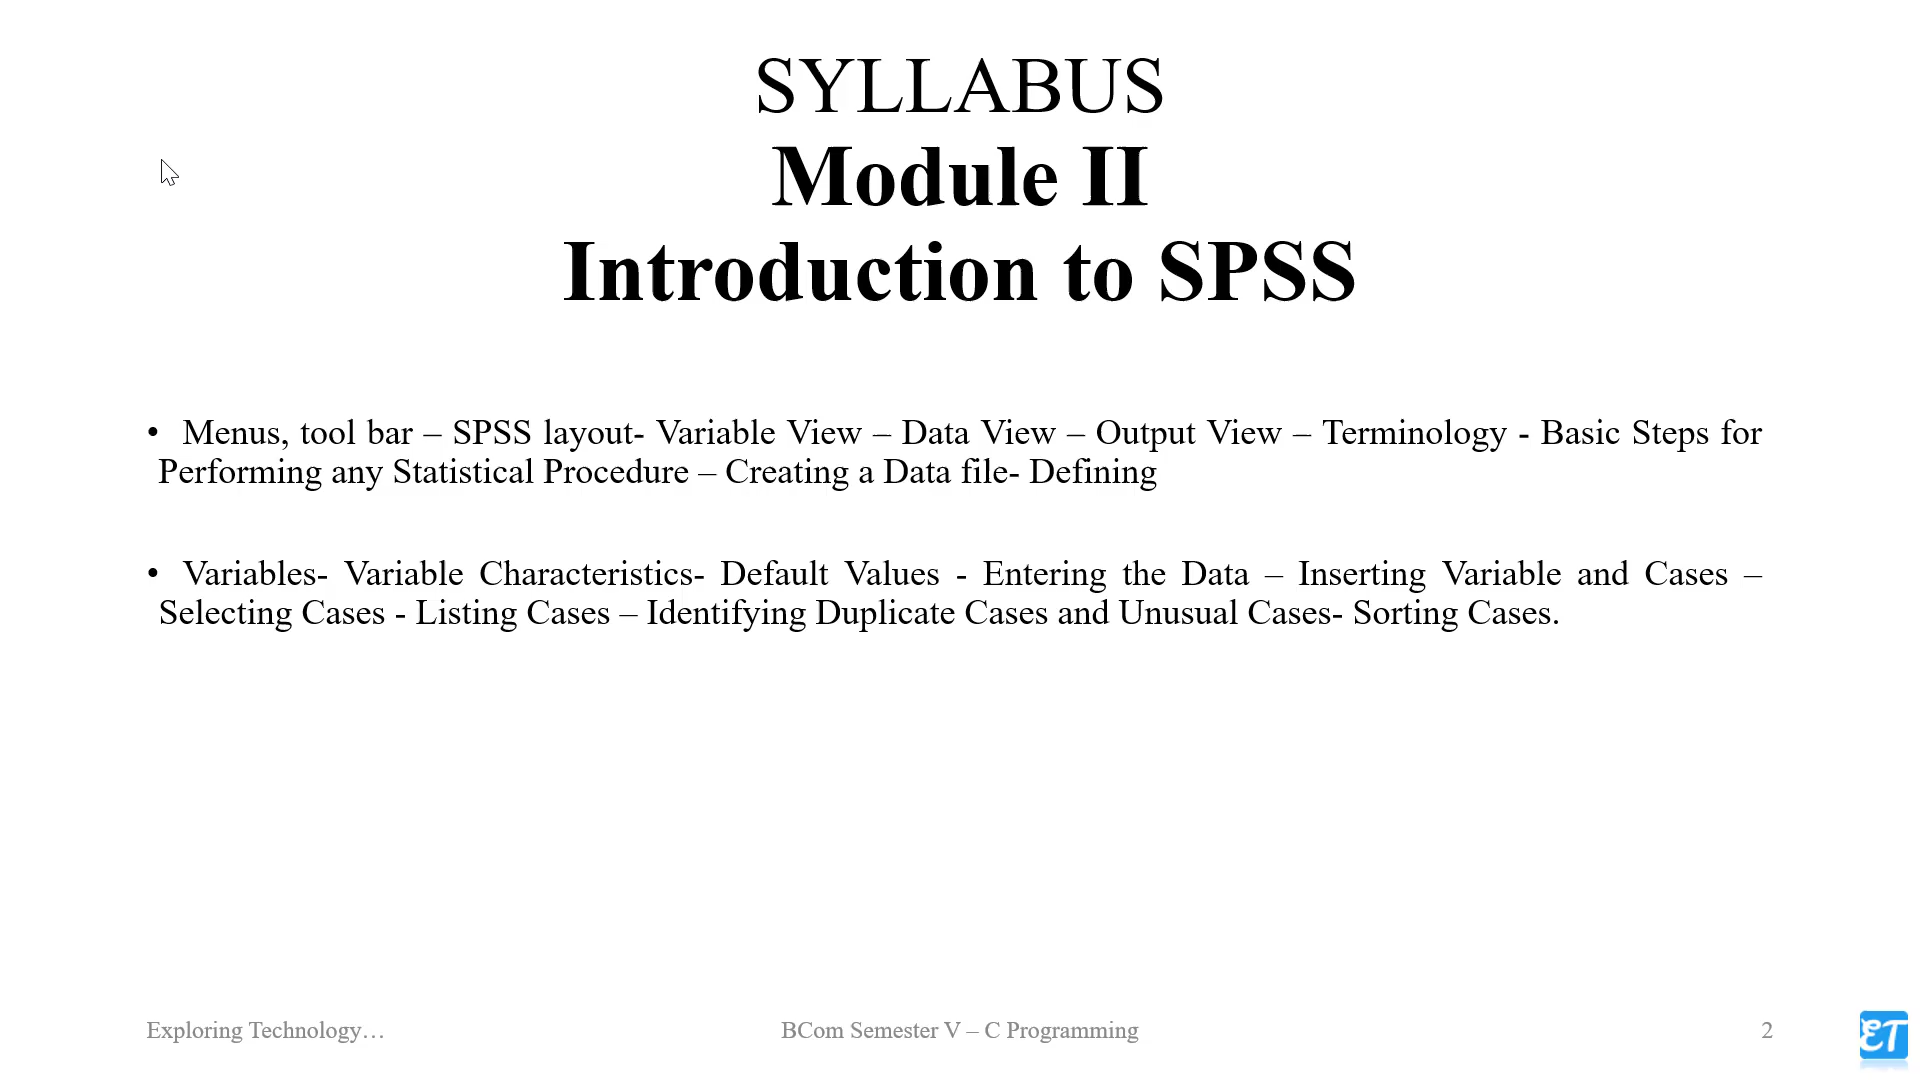 SYLLABUS
Module II
Introduction to SPSS
• Menus, tool bar – SPSS layout- Variable View – Data View – Output View – Terminology - Basic Steps for
Performing any Statistical Procedure – Creating a Data file- Defining
• Variables- Variable Characteristics- Default Values - Entering the Data – Inserting Variable and Cases –
Selecting Cases - Listing Cases – Identifying Duplicate Cases and Unusual Cases- Sorting Cases.
Exploring Technology…
BCom Semester V – C Programming
2
ET